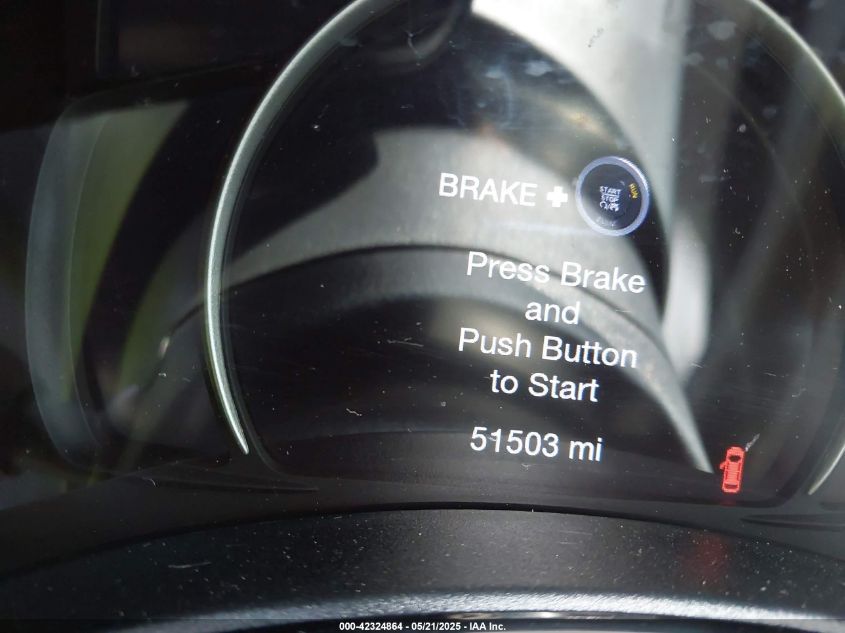 BRAKE +
START
STOP
RUN
Press Brake
and
Push Button
to Start
51503 mi
000-42324864 - 05/21/2025 - IAA Inc.